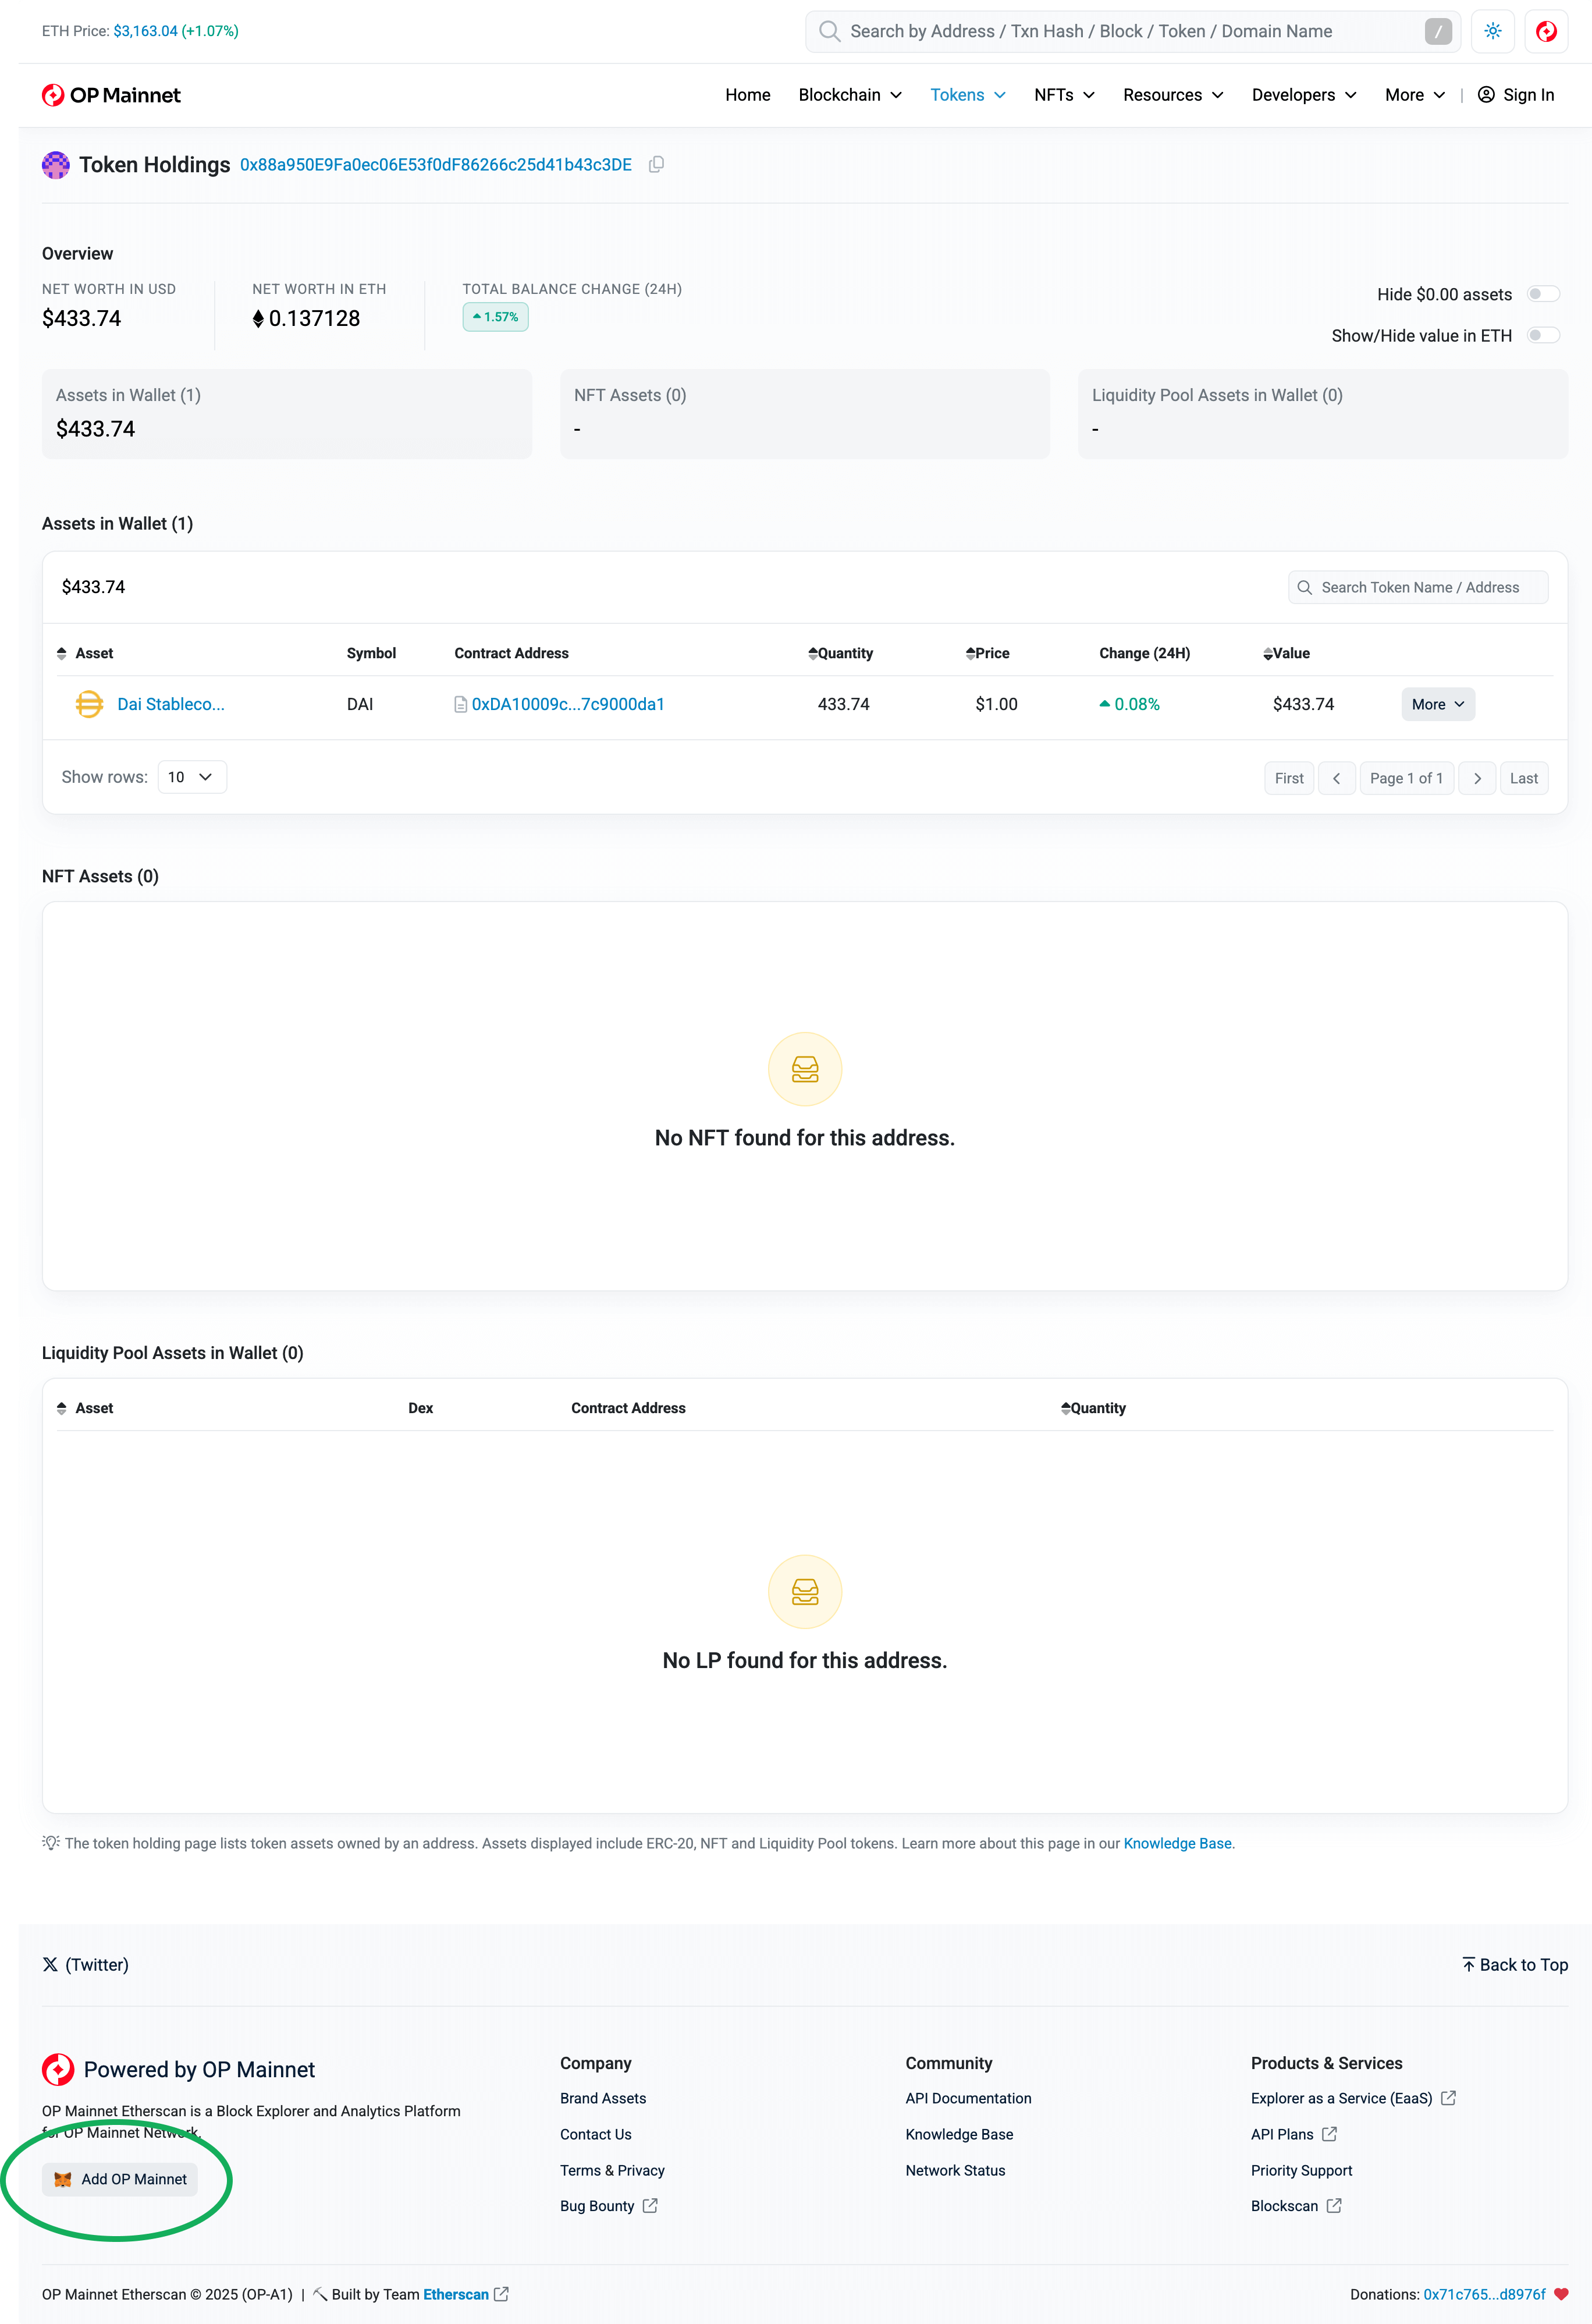 ETH Price: $3,163.04 (+1.07%)
Search by Address / Txn Hash / Block / Token / Domain Name /
OP Mainnet
Home Blockchain Tokens NFTs Resources Developers More | Sign In
Token Holdings 0x88a950E9Fa0ec06E53f0dF86266c25d41b43c3DE
Overview
NET WORTH IN USD NET WORTH IN ETH TOTAL BALANCE CHANGE (24H)
$433.74 0.137128 1.57%
Hide $0.00 assets
Show/Hide value in ETH
Assets in Wallet (1) NFT Assets (0) Liquidity Pool Assets in Wallet (0)
$433.74 - -
Assets in Wallet (1)
$433.74 Search Token Name / Address
Asset Symbol Contract Address Quantity Price Change (24H) Value
Dai Stableco... DAI 0xDA10009c...7c9000da1 433.74 $1.00 0.08% $433.74 More
Show rows: 10 First Page 1 of 1 Last
NFT Assets (0)
No NFT found for this address.
Liquidity Pool Assets in Wallet (0)
Asset Dex Contract Address Quantity
No LP found for this address.
The token holding page lists token assets owned by an address. Assets displayed include ERC-20, NFT and Liquidity Pool tokens. Learn more about this page in our Knowledge Base.
X (Twitter) Back to Top
Powered by OP Mainnet
OP Mainnet Etherscan is a Block Explorer and Analytics Platform
for OP Mainnet Network.
Add OP Mainnet
Company
Brand Assets
Contact Us
Terms & Privacy
Bug Bounty
Community
API Documentation
Knowledge Base
Network Status
Products & Services
Explorer as a Service (EaaS)
API Plans
Priority Support
Blockscan
OP Mainnet Etherscan © 2025 (OP-A1) | Built by Team Etherscan
Donations: 0x71c765...d8976f